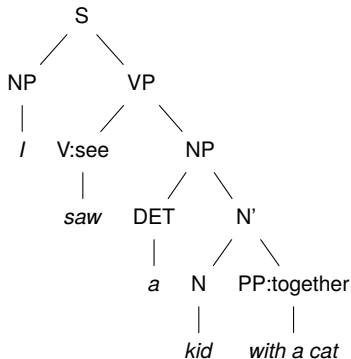 S
NP VP
I V:see NP
saw DET N'
a N PP:together
kid with a cat